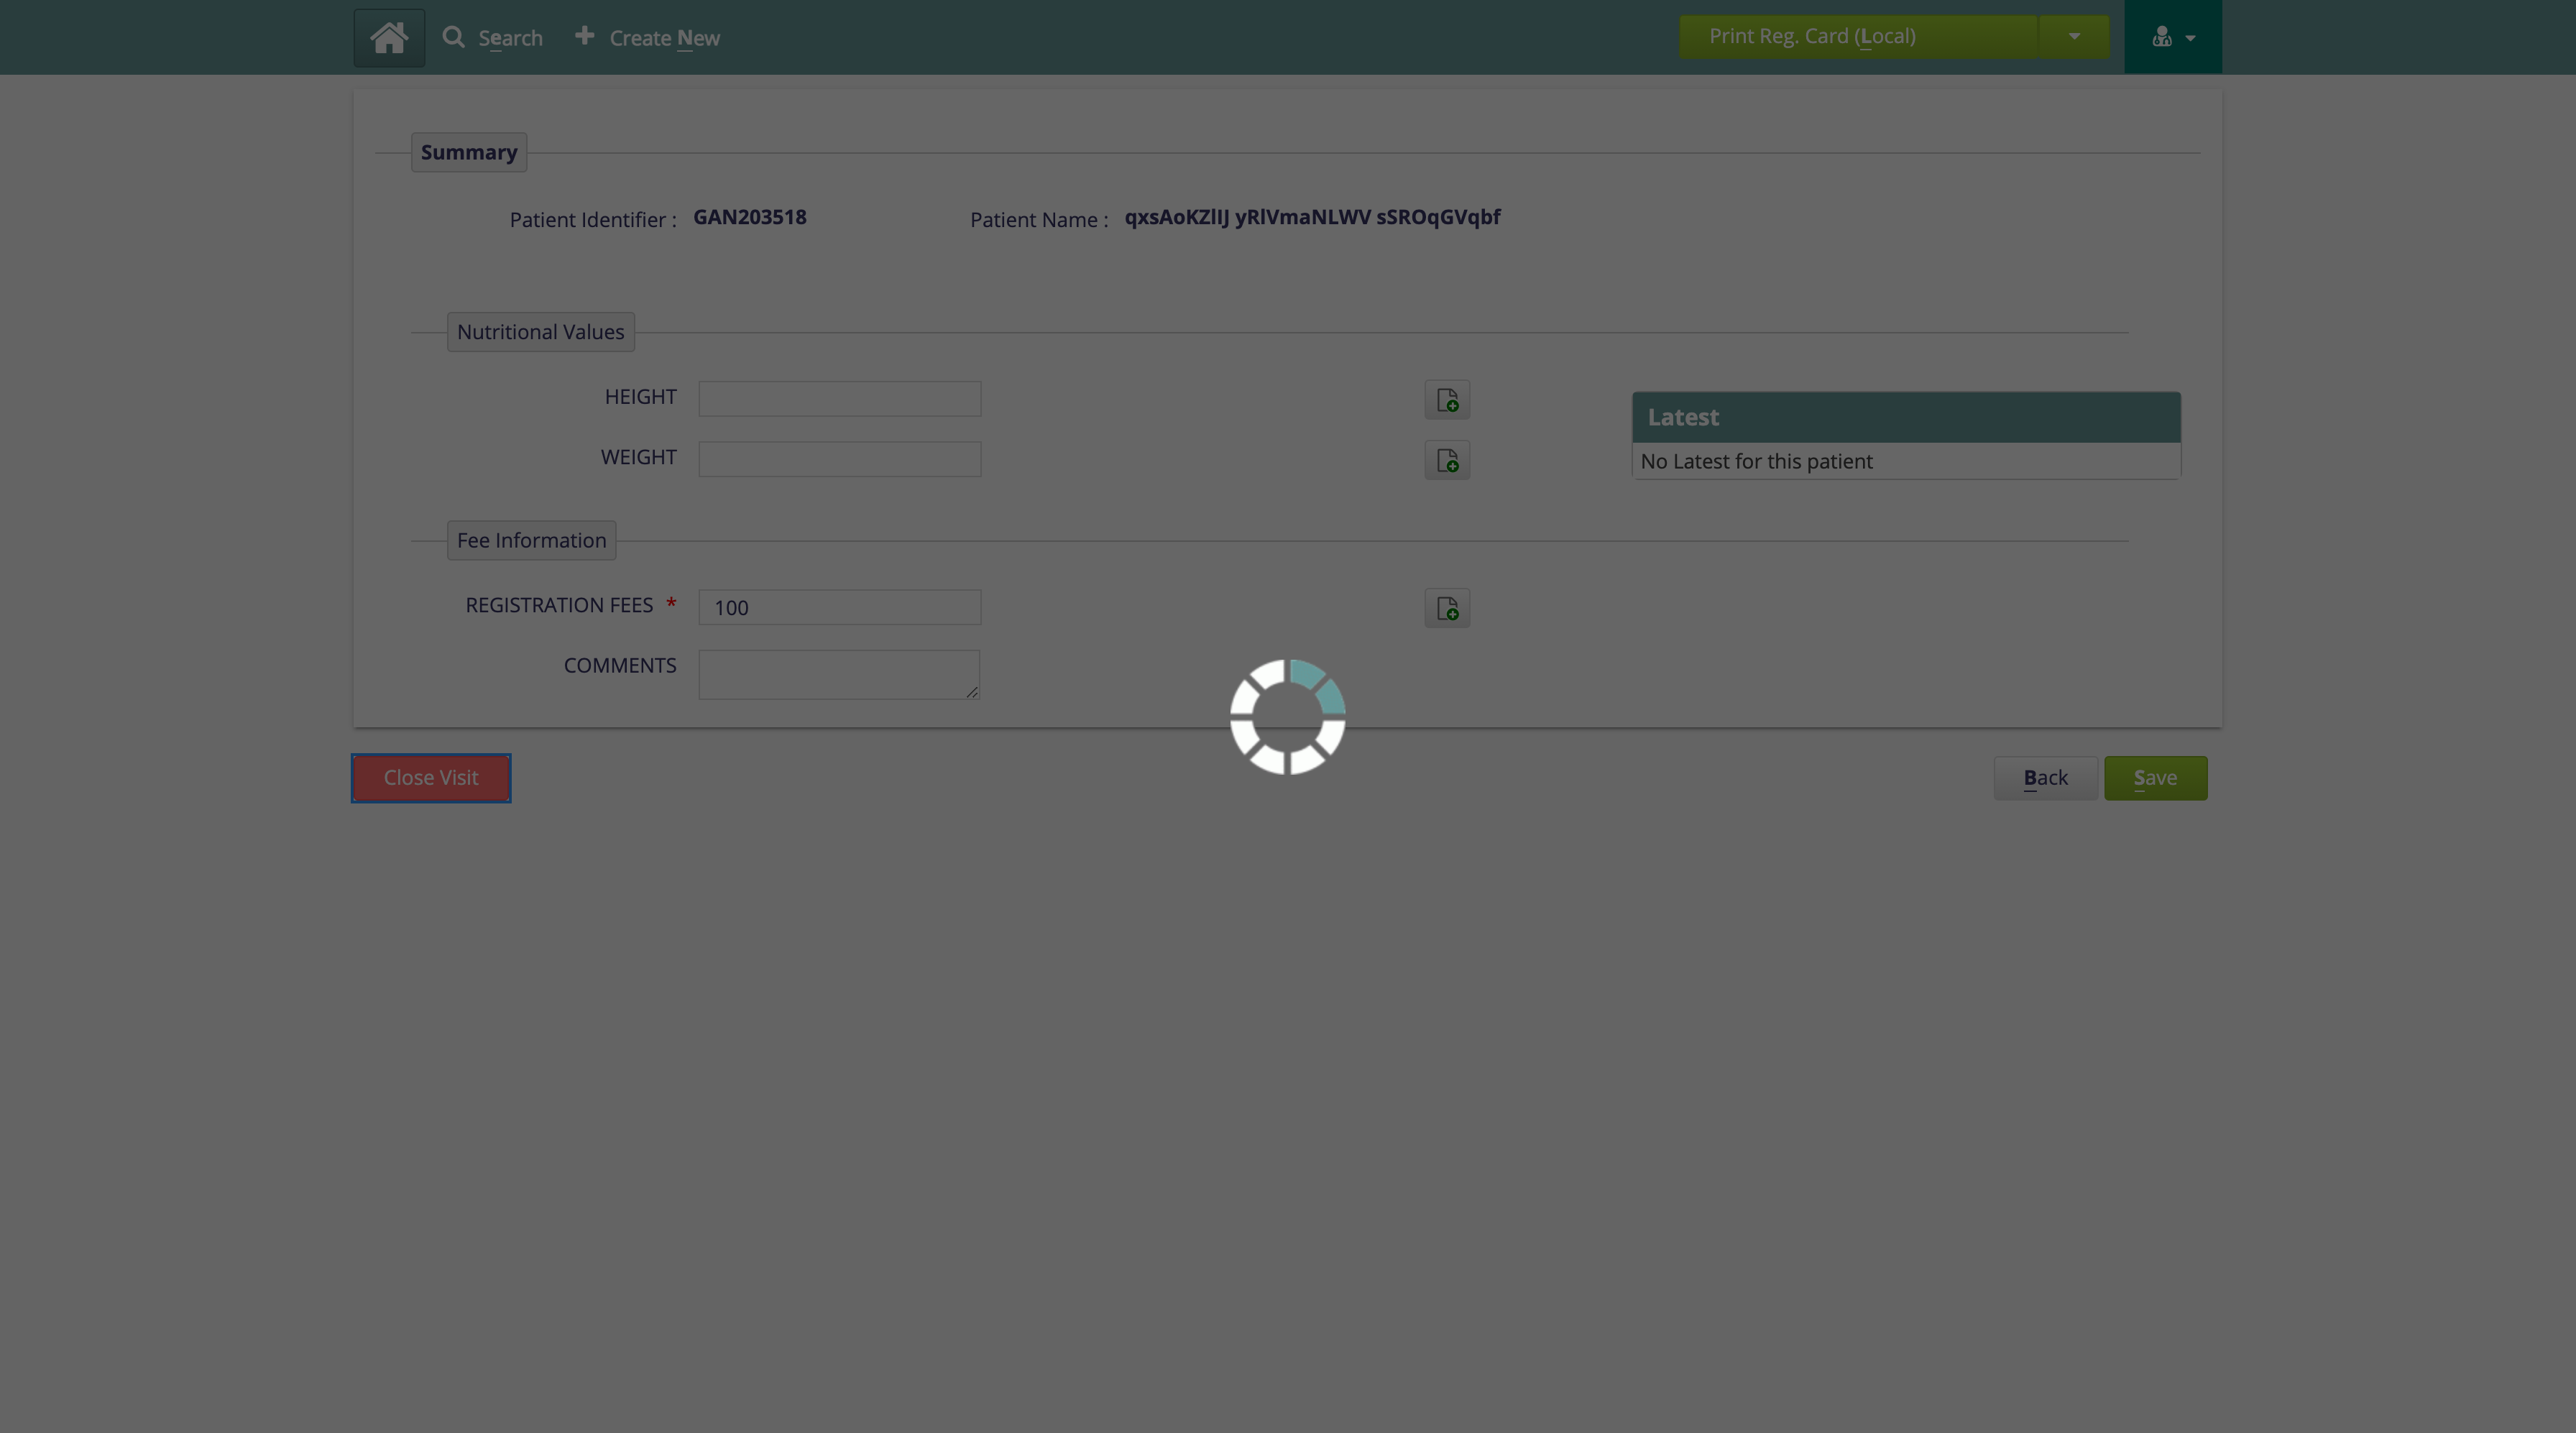 Search Create New Print Reg. Card (Local)
Summary
Patient Identifier : GAN203518 Patient Name : qxsAoKZlIJ yRlVmaNLWV sSROqGVqbf
Nutritional Values
HEIGHT
Latest
WEIGHT
No Latest for this patient
Fee Information
REGISTRATION FEES * 100
COMMENTS
Close Visit Back Save